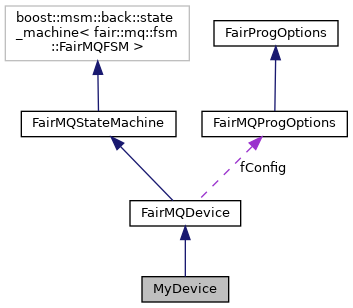 boost::msm::back::state
_machine< fair::mq::fsm
::FairMQFSM >
FairProgOptions
FairMQStateMachine
FairMQProgOptions
fConfig
FairMQDevice
MyDevice